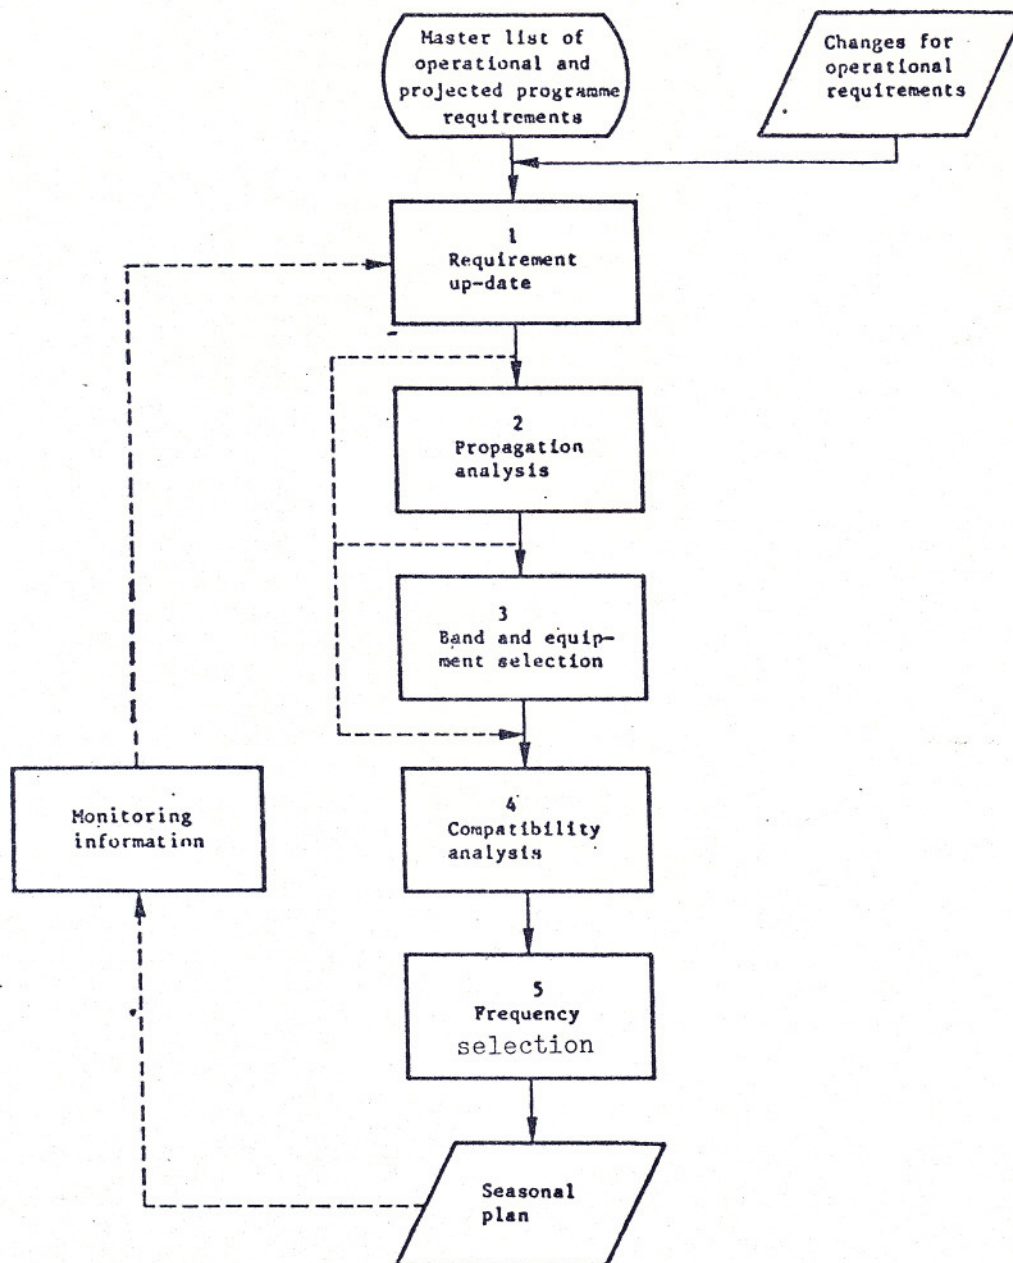 Master list of
operational and
projected programme
requirements
Changes for
operational
requirements
1
Requirement
up-date
2
Propagation
analysis
3
Band and equip-
ment selection
4
Compatibility
analysis
Monitoring
information
5
Frequency
selection
Seasonal
plan